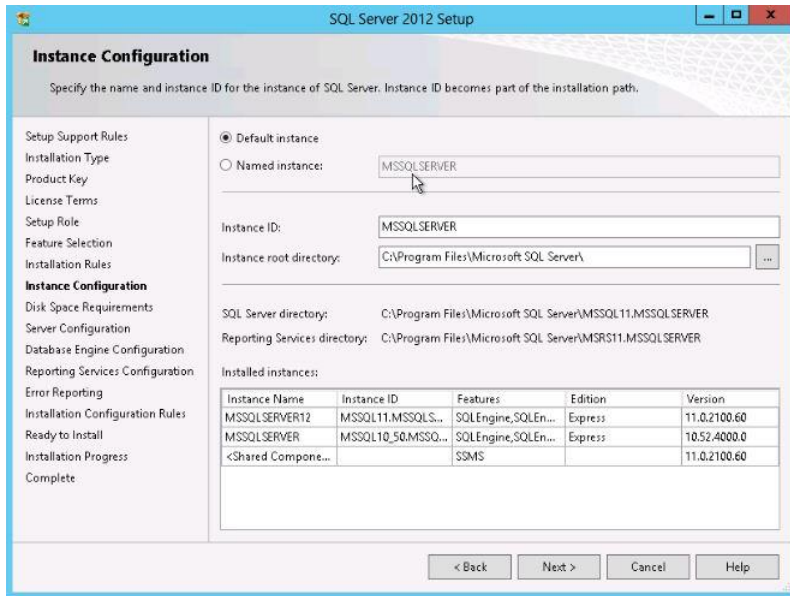 SQL Server 2012 Setup
Instance Configuration
Specify the name and instance ID for the instance of SQL Server. Instance ID becomes part of the installation path.
Setup Support Rules
Installation Type
Product Key
License Terms
Setup Role
Feature Selection
Installation Rules
Instance Configuration
Disk Space Requirements
Server Configuration
Database Engine Configuration
Reporting Services Configuration
Error Reporting
Installation Configuration Rules
Ready to Install
Installation Progress
Complete
Default instance
Named instance: MSSQLSERVER
Instance ID: MSSQLSERVER
Instance root directory: C:\Program Files\Microsoft SQL Server\ ...
SQL Server directory: C:\Program Files\Microsoft SQL Server\MSSQL11.MSSQLSERVER
Reporting Services directory: C:\Program Files\Microsoft SQL Server\MSRS11.MSSQLSERVER
Installed instances:
Instance Name Instance ID Features Edition Version
MSSQLSERVER12 MSSQL11.MSSQLS... SQLEngine,SQLEn... Express 11.0.2100.60
MSSQLSERVER MSSQL10_50.MSSQ... SQLEngine,SQLEn... Express 10.52.4000.0
<Shared Compone... SSMS 11.0.2100.60
< Back Next > Cancel Help